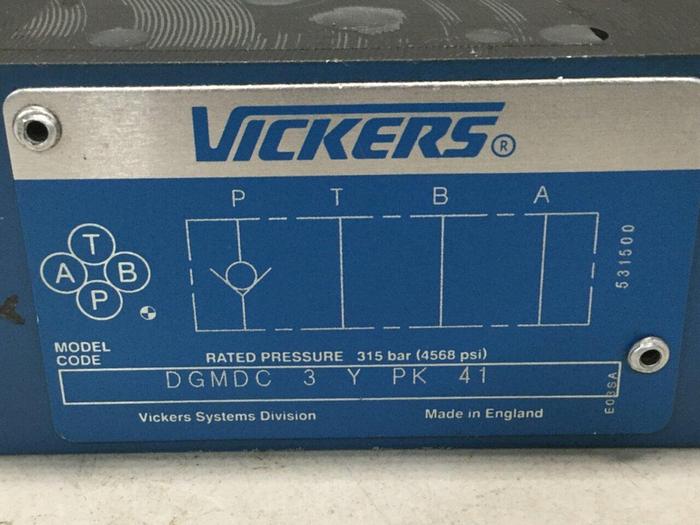 VICKERS®
P T B A
T
A B
P
531500
MODEL
CODE
RATED PRESSURE 315 bar (4568 psi)
DGMDC 3 Y PK 41
E03SA
Vickers Systems Division Made in England